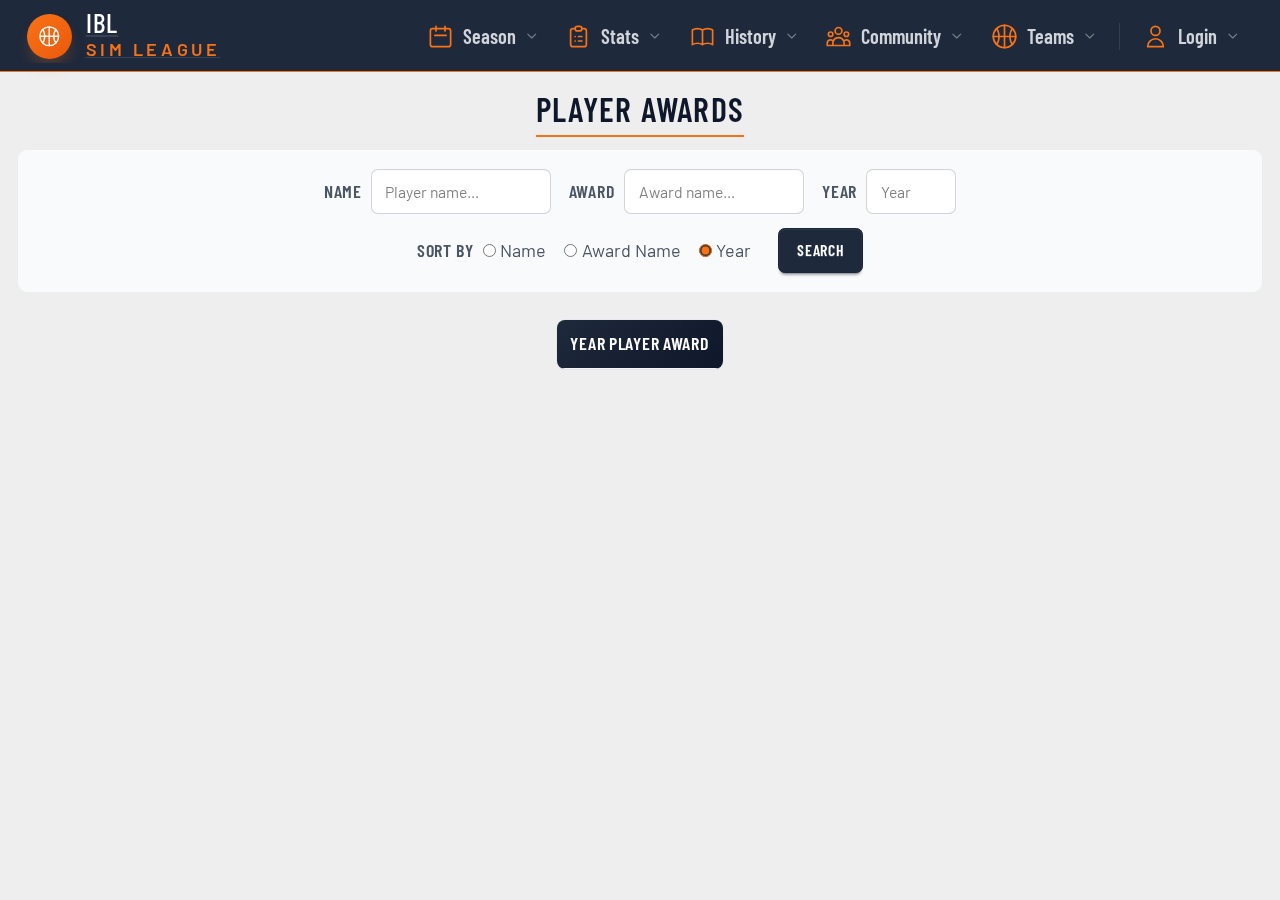 IBL
SIM LEAGUE
Season
Stats
History
Community
Teams
Login
PLAYER AWARDS
NAME Player name... AWARD Award name... YEAR Year
SORT BY Name Award Name Year SEARCH
YEAR PLAYER AWARD